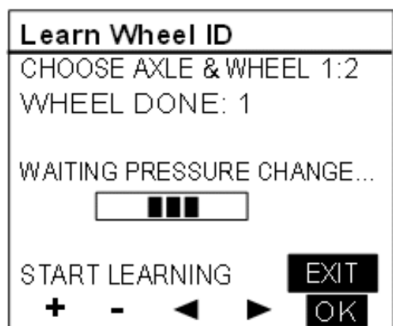 Learn Wheel ID
CHOOSE AXLE & WHEEL 1:2
WHEEL DONE: 1
WAITING PRESSURE CHANGE...
START LEARNING EXIT
+ - ◀ ▶ OK